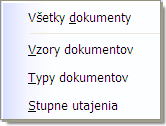 Všetky dokumenty
Vzory dokumentov
Typy dokumentov
Stupne utajenia